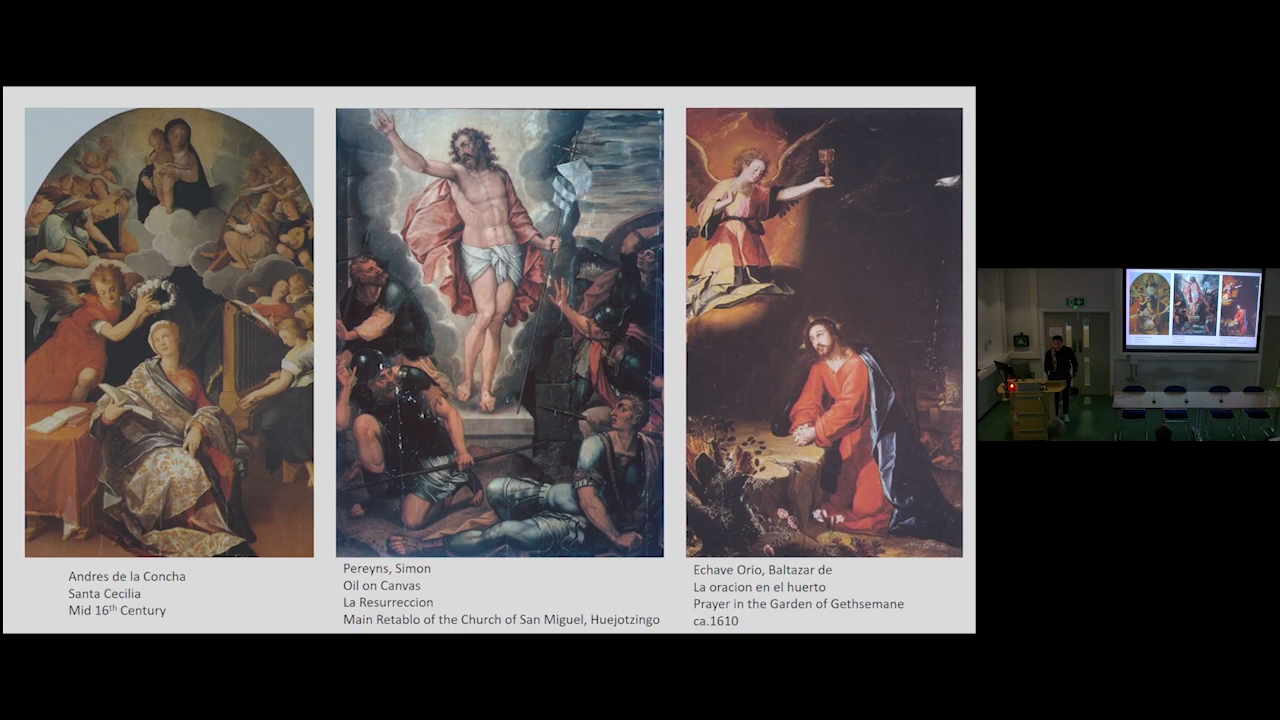 Andres de la Concha
Santa Cecilia
Mid 16th Century
Pereyns, Simon
Oil on Canvas
La Resurreccion
Main Retablo of the Church of San Miguel, Huejotzingo
Echave Orio, Baltazar de
La oracion en el huerto
Prayer in the Garden of Gethsemane
ca.1610